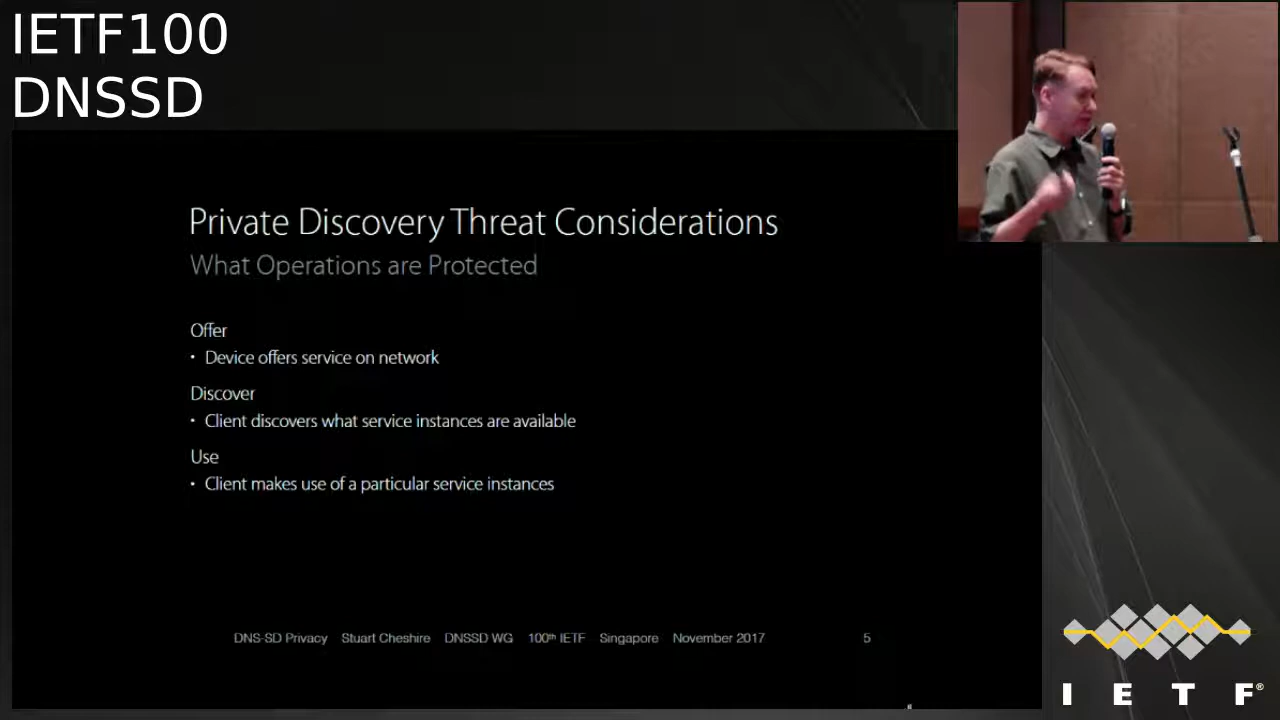 IETF100
DNSSD
Private Discovery Threat Considerations
What Operations are Protected
Offer
• Device offers service on network
Discover
• Client discovers what service instances are available
Use
• Client makes use of a particular service instances
DNS-SD Privacy Stuart Cheshire DNSSD WG 100th IETF Singapore November 2017 5
I E T F®